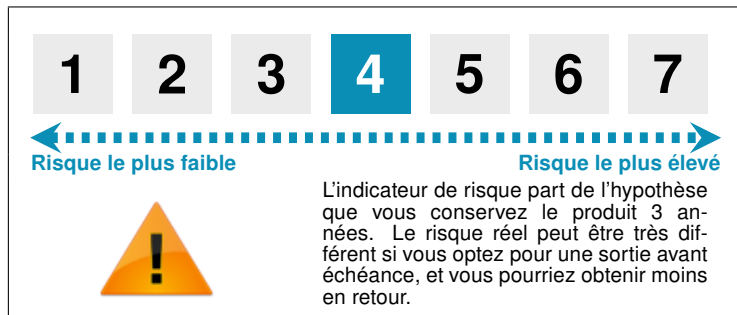 1 2 3 4 5 6 7
Risque le plus faible Risque le plus élevé
L'indicateur de risque part de l'hypothèse
que vous conservez le produit 3 an-
nées. Le risque réel peut être très dif-
férent si vous optez pour une sortie avant
échéance, et vous pourriez obtenir moins
en retour.
!